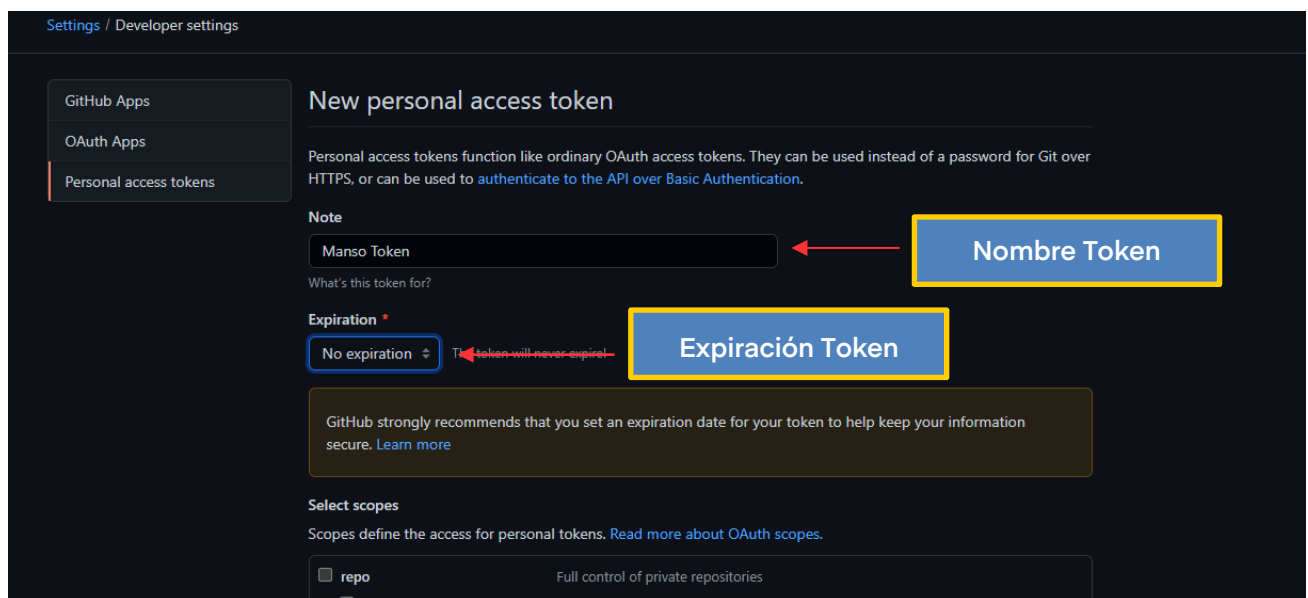 Settings / Developer settings
GitHub Apps
OAuth Apps
Personal access tokens
New personal access token
Personal access tokens function like ordinary OAuth access tokens. They can be used instead of a password for Git over
HTTPS, or can be used to authenticate to the API over Basic Authentication.
Note
Manso Token
Nombre Token
What's this token for?
Expiration *
No expiration
The token will never expire!
Expiración Token
GitHub strongly recommends that you set an expiration date for your token to help keep your information
secure. Learn more
Select scopes
Scopes define the access for personal tokens. Read more about OAuth scopes.
repo
Full control of private repositories